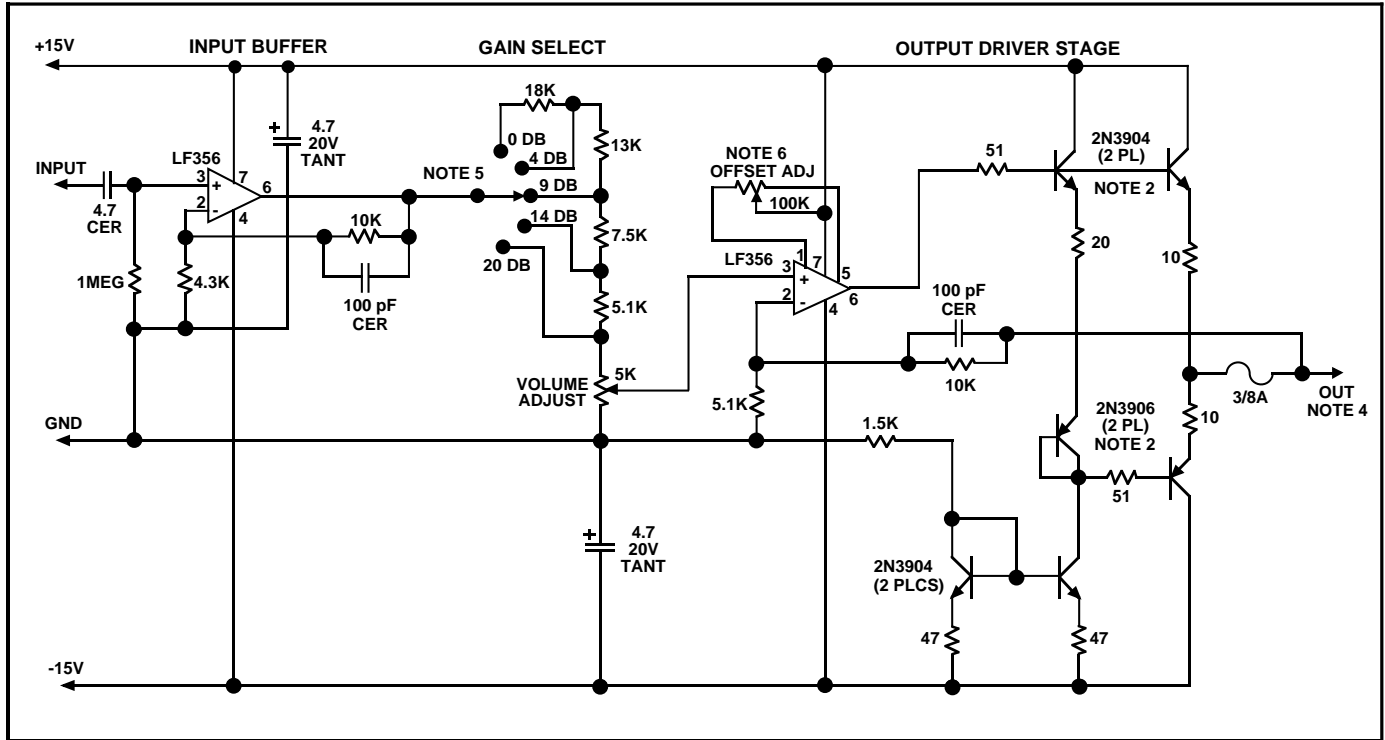 +15V
INPUT BUFFER
GAIN SELECT
OUTPUT DRIVER STAGE
18K
0 DB
4 DB
13K
+
4.7
20V
TANT
LF356
INPUT
4.7
CER
3
+
2
-
7
6
4
NOTE 5
9 DB
14 DB
20 DB
7.5K
5.1K
10K
100 pF
CER
1MEG
4.3K
NOTE 6
OFFSET ADJ
100K
LF356
1
7
5
3
+
2
-
6
4
51
2N3904
(2 PL)
NOTE 2
20
10
100 pF
CER
10K
VOLUME
ADJUST
5K
5.1K
3/8A
OUT
NOTE 4
2N3906
(2 PL)
NOTE 2
10
51
GND
1.5K
+
4.7
20V
TANT
2N3904
(2 PLCS)
47
47
-15V